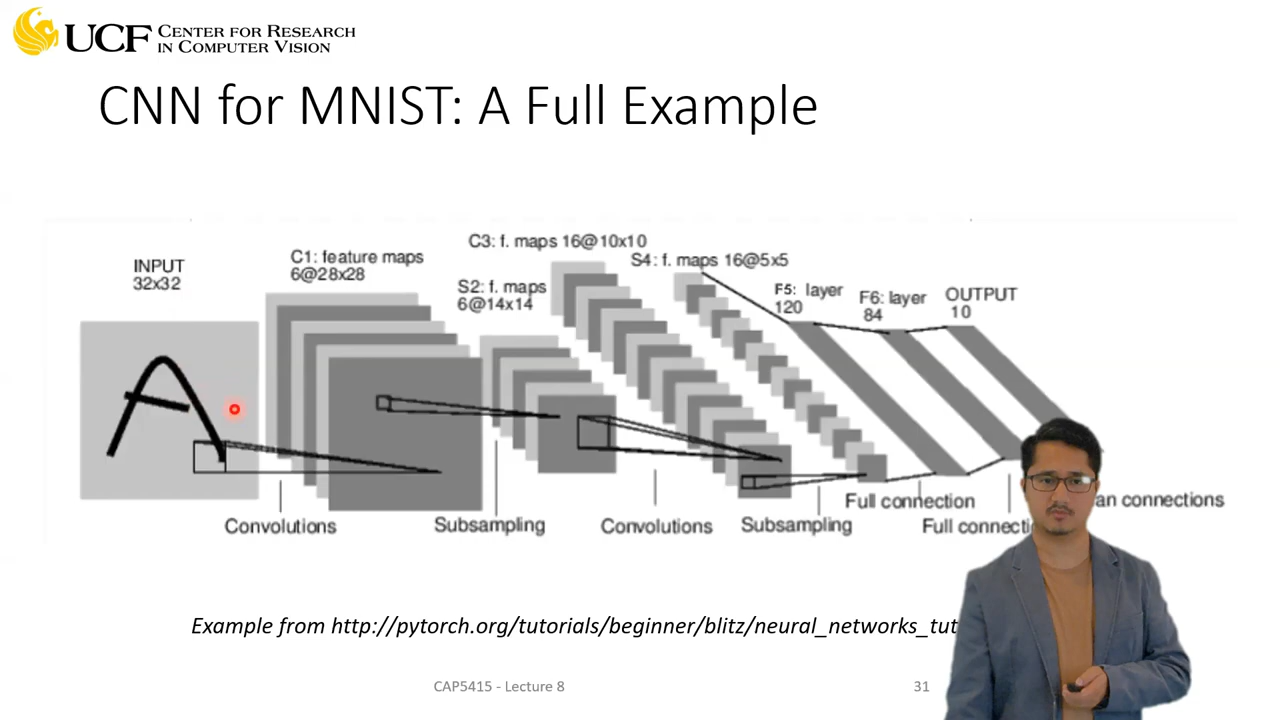 UCF CENTER FOR RESEARCH
IN COMPUTER VISION
CNN for MNIST: A Full Example
INPUT
32x32
C1: feature maps
6@28x28
S2: f. maps
6@14x14
C3: f. maps 16@10x10
S4: f. maps 16@5x5
F5: layer
120
F6: layer
84
OUTPUT
10
A
Convolutions
Subsampling
Convolutions
Subsampling
Full connection
Full
connections
Example from http://pytorch.org/tutorials/beginner/blitz/neural_networks_tut
CAP5415 - Lecture 8
31